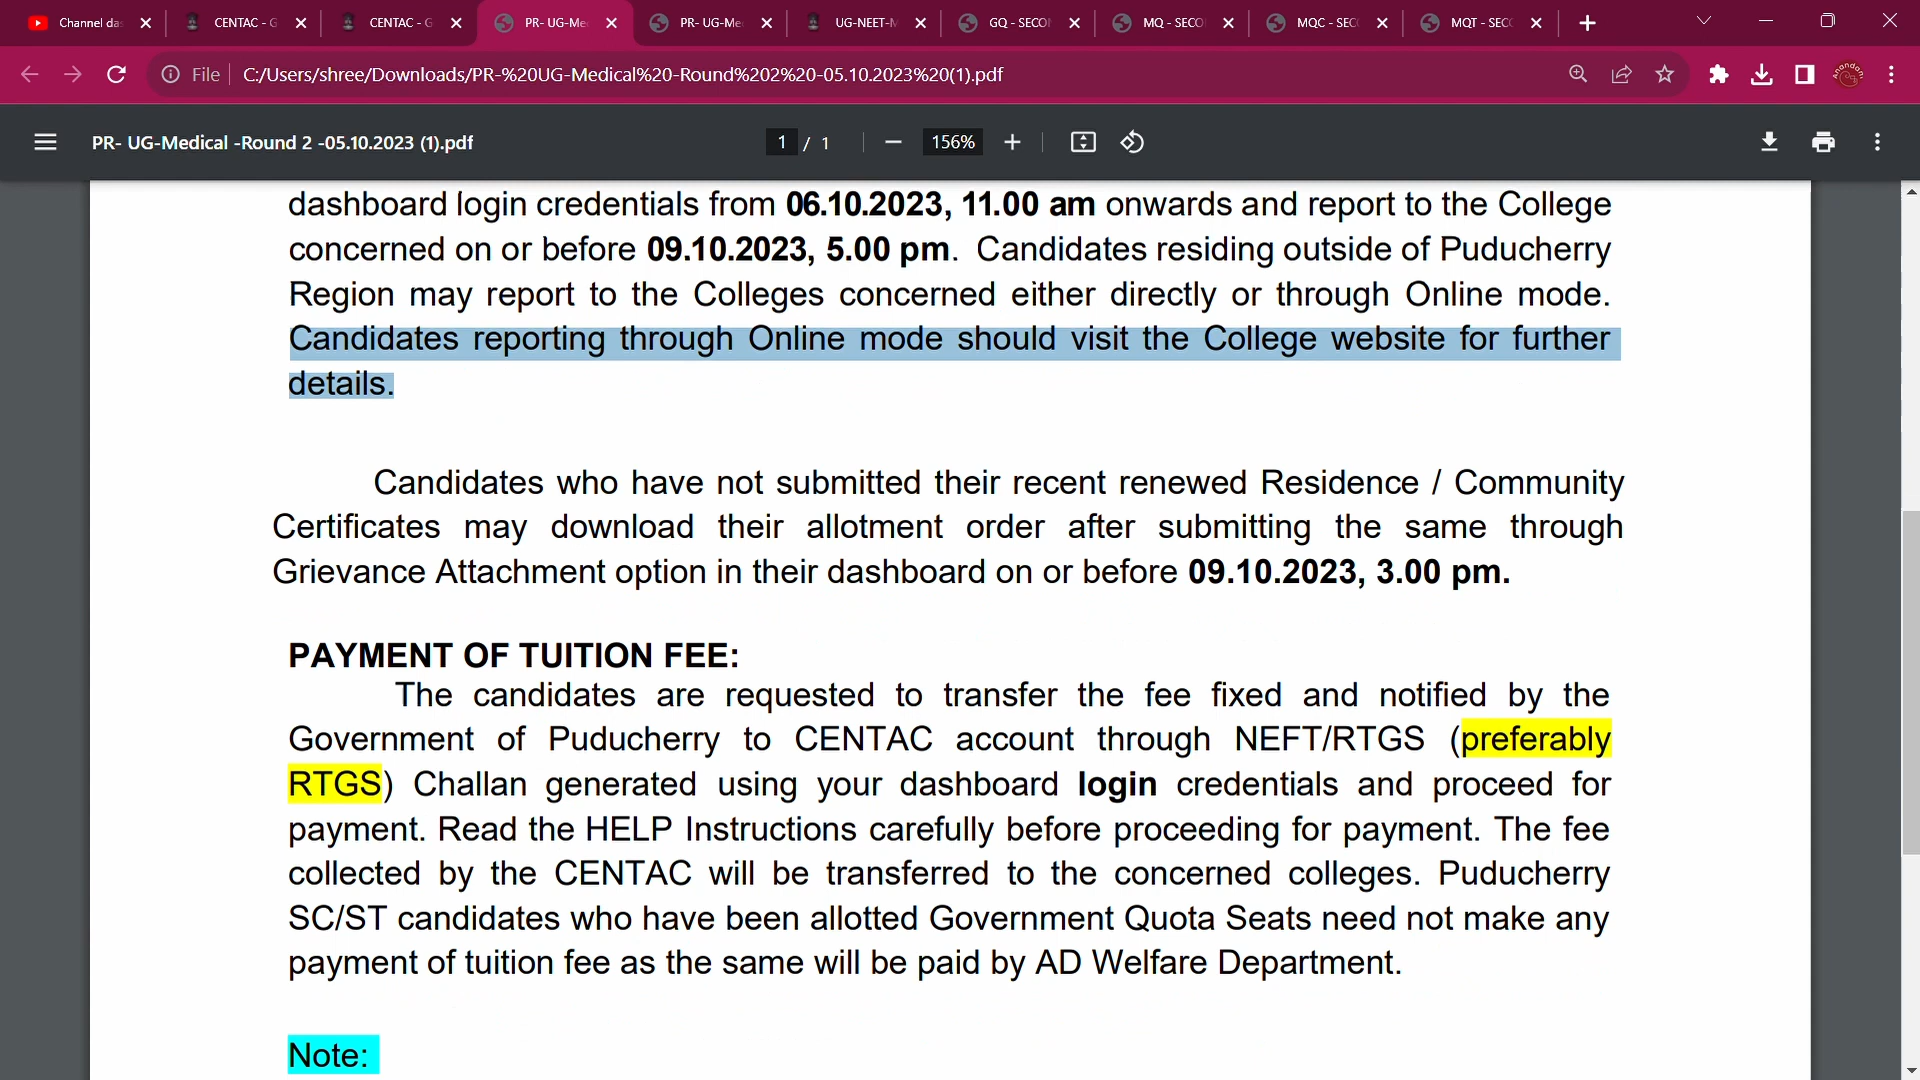 Channel da
CENTAC - G
CENTAC - G
PR- UG-Me
PR- UG-Me
UG-NEET-M
GQ - SECO
MQ - SECO
MQC - SEC
MQT - SEC
File
C:/Users/shree/Downloads/PR-%20UG-Medical%20-Round%202%20-05.10.2023%20(1).pdf
PR- UG-Medical -Round 2 -05.10.2023 (1).pdf
1 / 1
156%
dashboard login credentials from 06.10.2023, 11.00 am onwards and report to the College
concerned on or before 09.10.2023, 5.00 pm. Candidates residing outside of Puducherry
Region may report to the Colleges concerned either directly or through Online mode.
Candidates reporting through Online mode should visit the College website for further
details.
Candidates who have not submitted their recent renewed Residence / Community
Certificates may download their allotment order after submitting the same through
Grievance Attachment option in their dashboard on or before 09.10.2023, 3.00 pm.
PAYMENT OF TUITION FEE:
The candidates are requested to transfer the fee fixed and notified by the
Government of Puducherry to CENTAC account through NEFT/RTGS (preferably
RTGS) Challan generated using your dashboard login credentials and proceed for
payment. Read the HELP Instructions carefully before proceeding for payment. The fee
collected by the CENTAC will be transferred to the concerned colleges. Puducherry
SC/ST candidates who have been allotted Government Quota Seats need not make any
payment of tuition fee as the same will be paid by AD Welfare Department.
Note: